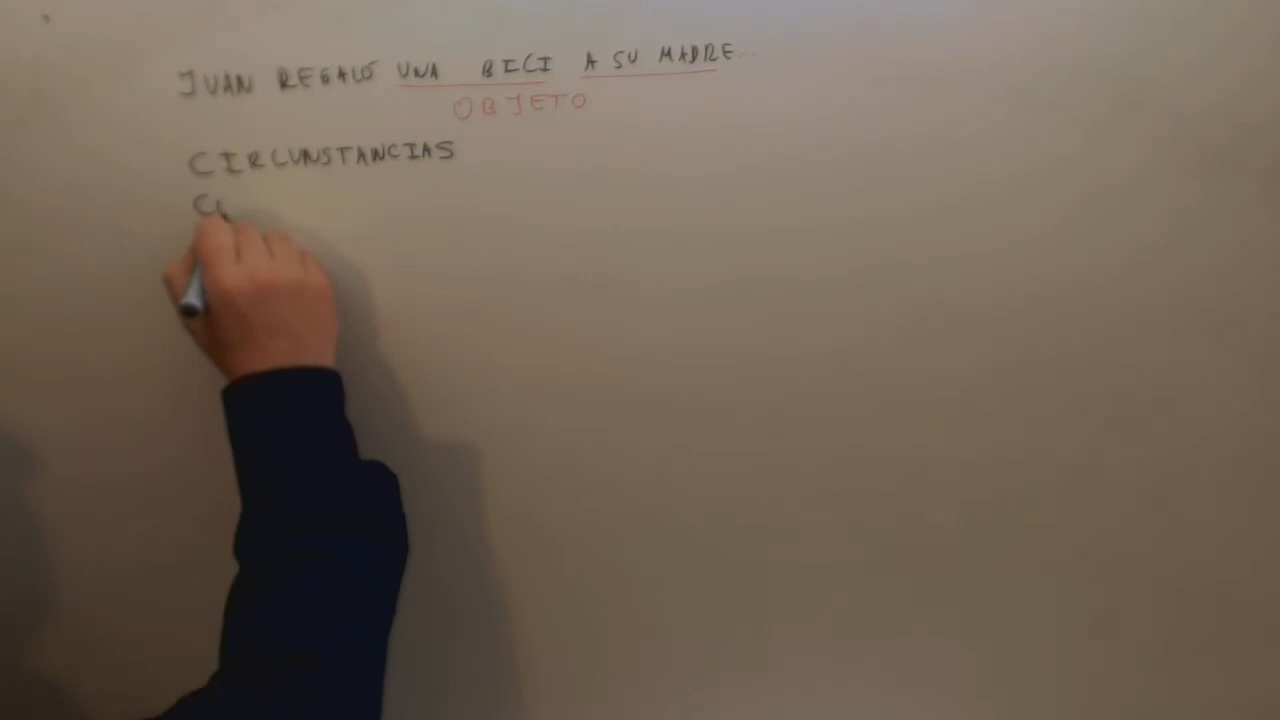 JUAN REGALÓ UNA BICI A SU MADRE...
OBJETO
CIRCUNSTANCIAS